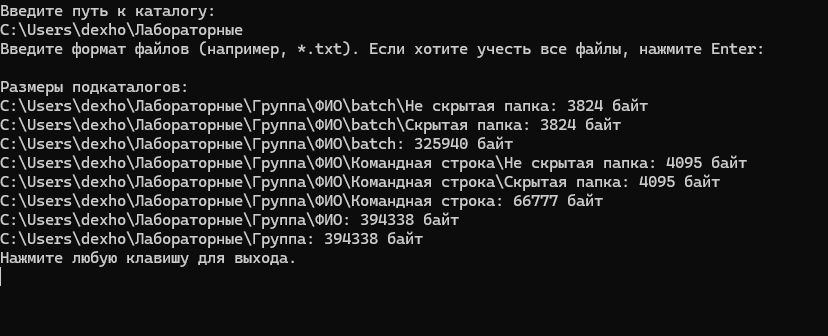 Введите путь к каталогу:
C:\Users\dexho\Лабораторные
Введите формат файлов (например, *.txt). Если хотите учесть все файлы, нажмите Enter:
Размеры подкаталогов:
C:\Users\dexho\Лабораторные\Группа\ФИО\batch\Не скрытая папка: 3824 байт
C:\Users\dexho\Лабораторные\Группа\ФИО\batch\Скрытая папка: 3824 байт
C:\Users\dexho\Лабораторные\Группа\ФИО\batch: 325940 байт
C:\Users\dexho\Лабораторные\Группа\ФИО\Командная строка\Не скрытая папка: 4095 байт
C:\Users\dexho\Лабораторные\Группа\ФИО\Командная строка\Скрытая папка: 4095 байт
C:\Users\dexho\Лабораторные\Группа\ФИО\Командная строка: 66777 байт
C:\Users\dexho\Лабораторные\Группа\ФИО: 394338 байт
C:\Users\dexho\Лабораторные\Группа: 394338 байт
Нажмите любую клавишу для выхода.